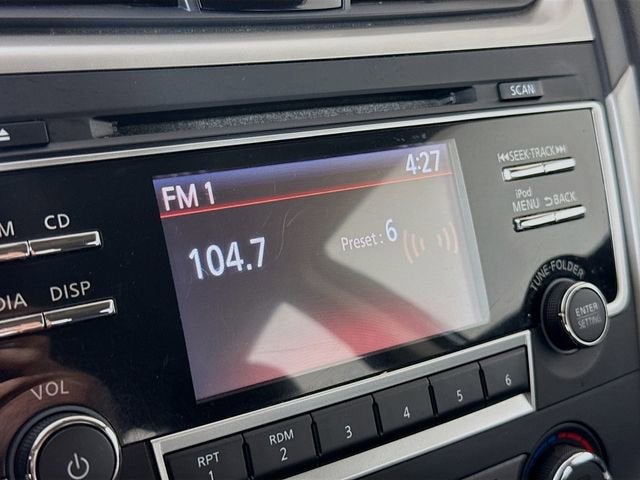 SCAN
SEEK·TRACK
iPod
MENU BACK
4:27
FM 1
104.7
Preset : 6
CD
DISP
TUNE·FOLDER
ENTER
SETTING
VOL
RPT
1
RDM
2
3
4
5
6